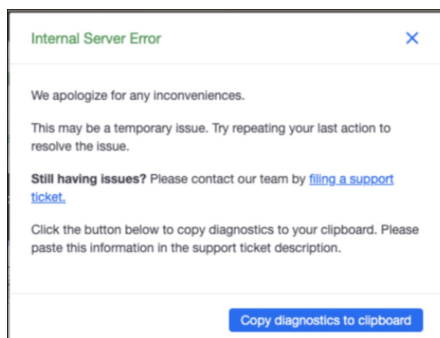 Internal Server Error
We apologize for any inconveniences.
This may be a temporary issue. Try repeating your last action to
resolve the issue.
Still having issues? Please contact our team by filing a support
ticket.
Click the button below to copy diagnostics to your clipboard. Please
paste this information in the support ticket description.
Copy diagnostics to clipboard